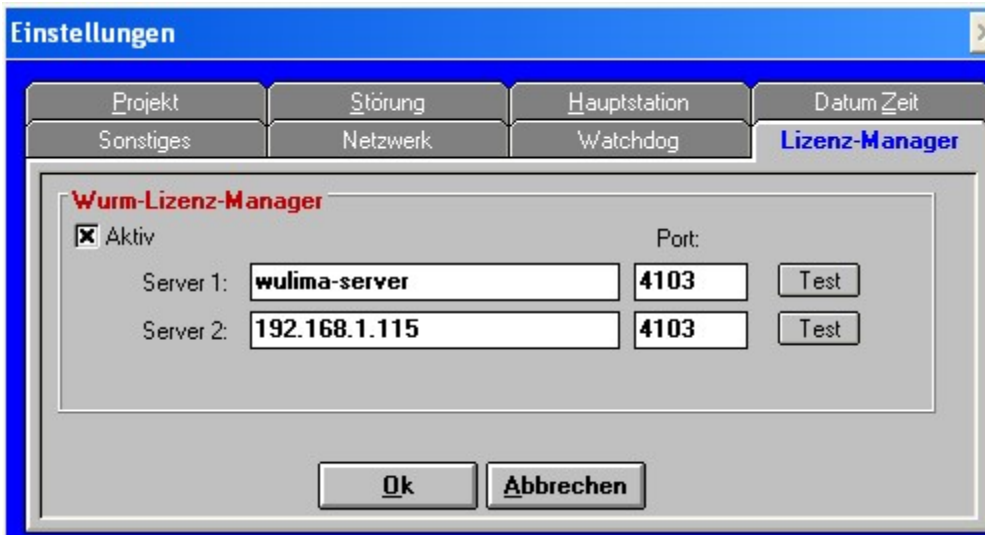 Einstellungen
Projekt Störung Hauptstation Datum Zeit
Sonstiges Netzwerk Watchdog Lizenz-Manager
Wurm-Lizenz-Manager
Aktiv Port:
Server 1: wulima-server 4103 Test
Server 2: 192.168.1.115 4103 Test
Ok Abbrechen